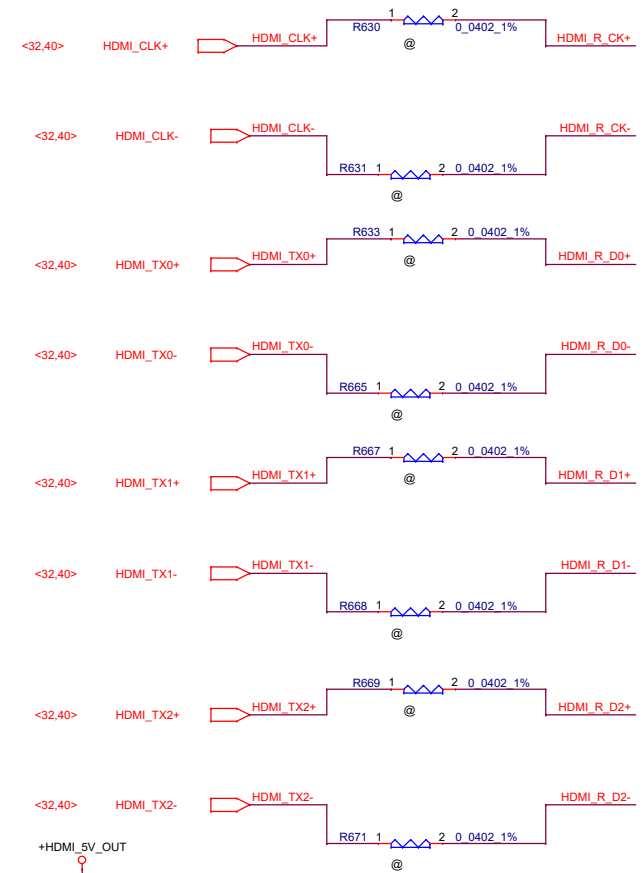 1 2
R630 0_0402_1%
<32,40> HDMI_CLK+ HDMI_CLK+ @ HDMI_R_CK+
<32,40> HDMI_CLK- HDMI_CLK- HDMI_R_CK-
R631 1 2 0_0402_1%
@
R633 1 2 0_0402_1%
<32,40> HDMI_TX0+ HDMI_TX0+ @ HDMI_R_D0+
<32,40> HDMI_TX0- HDMI_TX0- HDMI_R_D0-
R665 1 2 0_0402_1%
@
R667 1 2 0_0402_1%
<32,40> HDMI_TX1+ HDMI_TX1+ @ HDMI_R_D1+
<32,40> HDMI_TX1- HDMI_TX1- HDMI_R_D1-
R668 1 2 0_0402_1%
@
R669 1 2 0_0402_1%
<32,40> HDMI_TX2+ HDMI_TX2+ @ HDMI_R_D2+
<32,40> HDMI_TX2- HDMI_TX2- HDMI_R_D2-
R671 1 2 0_0402_1%
+HDMI_5V_OUT
@